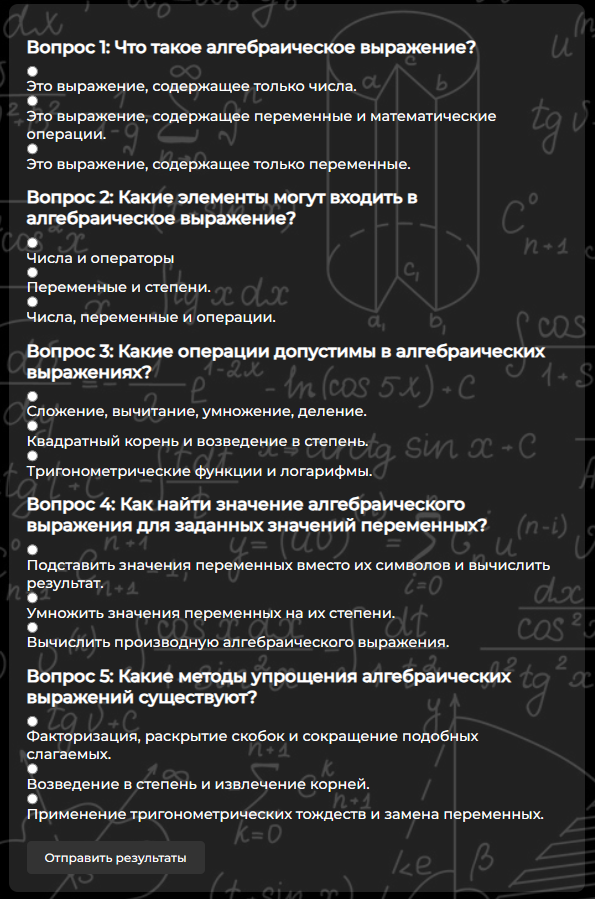 Вопрос 1: Что такое алгебраическое выражение?
Это выражение, содержащее только числа.
Это выражение, содержащее переменные и математические
операции.
Это выражение, содержащее только переменные.
Вопрос 2: Какие элементы могут входить в
алгебраическое выражение?
Числа и операторы
Переменные и степени.
Числа, переменные и операции.
Вопрос 3: Какие операции допустимы в алгебраических
выражениях?
Сложение, вычитание, умножение, деление.
Квадратный корень и возведение в степень.
Тригонометрические функции и логарифмы.
Вопрос 4: Как найти значение алгебраического
выражения для заданных значений переменных?
Подставить значения переменных вместо их символов и вычислить
результат.
Умножить значения переменных на их степени.
Вычислить производную алгебраического выражения.
Вопрос 5: Какие методы упрощения алгебраических
выражений существуют?
Факторизация, раскрытие скобок и сокращение подобных
слагаемых.
Возведение в степень и извлечение корней.
Применение тригонометрических тождеств и замена переменных.
Отправить результаты